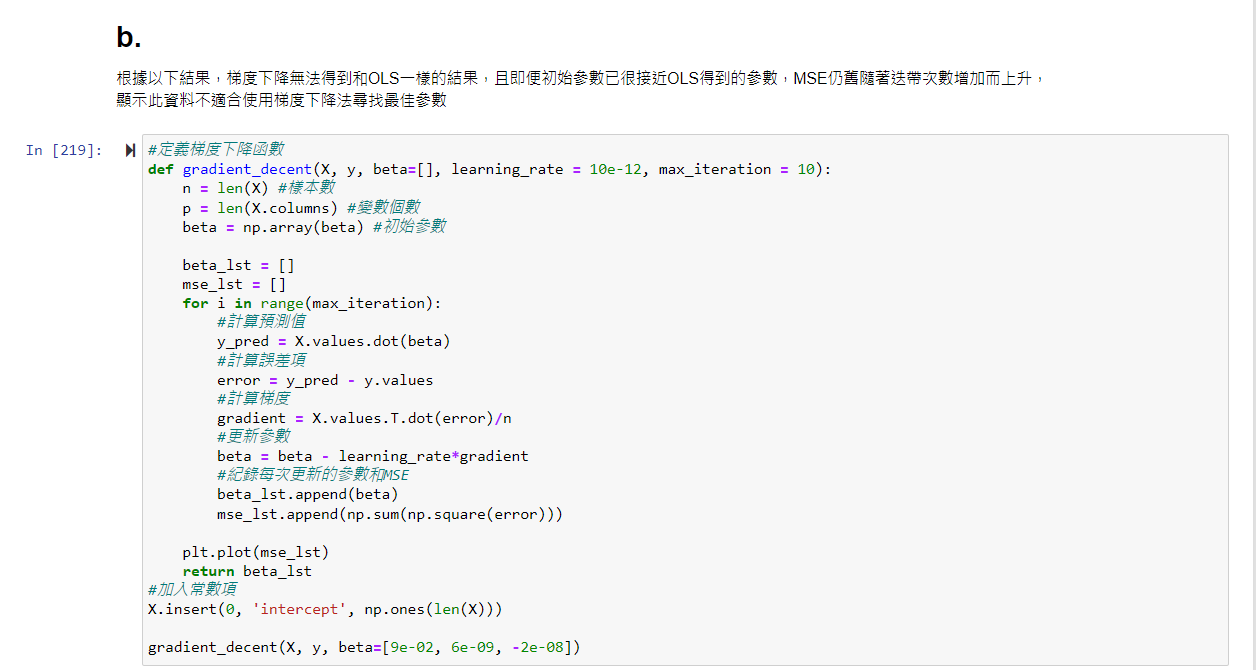 b.
根據以下結果，梯度下降無法得到和OLS一樣的結果，且即便初始參數已很接近OLS得到的參數，MSE仍舊隨著迭帶次數增加而上升，
顯示此資料不適合使用梯度下降法尋找最佳參數
In [219]:
#定義梯度下降函數
def gradient_decent(X, y, beta=[], learning_rate = 10e-12, max_iteration = 10):
    n = len(X) #樣本數
    p = len(X.columns) #變數個數
    beta = np.array(beta) #初始參數
    beta_lst = []
    mse_lst = []
    for i in range(max_iteration):
        #計算預測值
        y_pred = X.values.dot(beta)
        #計算誤差項
        error = y_pred - y.values
        #計算梯度
        gradient = X.values.T.dot(error)/n
        #更新參數
        beta = beta - learning_rate*gradient
        #紀錄每次更新的參數和MSE
        beta_lst.append(beta)
        mse_lst.append(np.sum(np.square(error)))
    plt.plot(mse_lst)
    return beta_lst
#加入常數項
X.insert(0, 'intercept', np.ones(len(X)))
gradient_decent(X, y, beta=[9e-02, 6e-09, -2e-08])